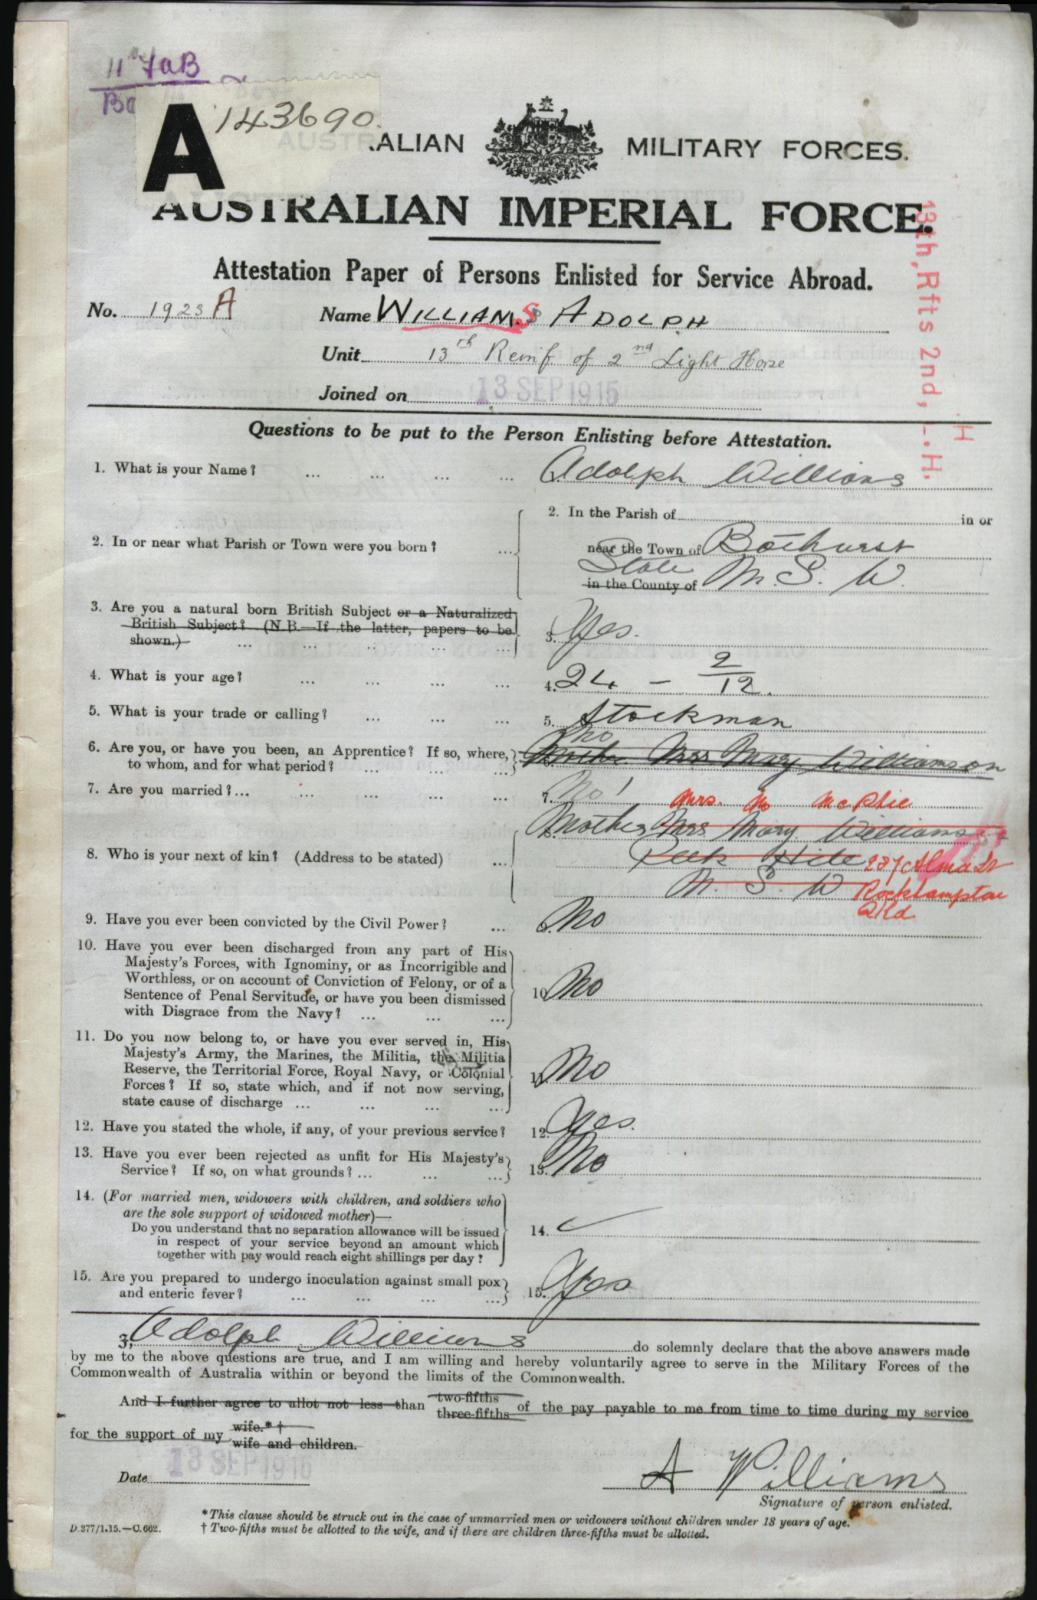 11th FAB
A 143690.
AUSTRALIAN MILITARY FORCES.
AUSTRALIAN IMPERIAL FORCE.
13th, Rfts 2nd, L. H.
Attestation Paper of Persons Enlisted for Service Abroad.
No. 1923 A Name WILLIAMS ADOLPH
Unit 13th Reinf of 2nd Light Horse
Joined on 13 SEP 1915
Questions to be put to the Person Enlisting before Attestation.
1. What is your Name? ... ... ... ... Adolph Williams
2. In or near what Parish or Town were you born? ... 2. In the Parish of in or
near the Town of Bathurst
State
in the County of N. S. W.
3. Are you a natural born British Subject or a Naturalized
British Subject? (N.B.—If the latter, papers to be
shown.) ... ... ... ... 3. Yes.
4. What is your age? ... ... ... 4. 24 - 2/12.
5. What is your trade or calling? ... ... ... 5. Stockman
no
6. Are you, or have you been, an Apprentice? If so, where, Mother Mrs Mary Williamson
to whom, and for what period? ... ... ...
7. Are you married? ... ... ... ... 7. No! Mrs. M McPhie
Mother Mrs Mary Williams
8. Who is your next of kin? (Address to be stated) ... Peak Hill 237 Alma St
N. S. W Rockhampton
Qld
9. Have you ever been convicted by the Civil Power? ... No
10. Have you ever been discharged from any part of His
Majesty's Forces, with Ignominy, or as Incorrigible and
Worthless, or on account of Conviction of Felony, or of a
Sentence of Penal Servitude, or have you been dismissed
with Disgrace from the Navy? ... ... ... 10. No
11. Do you now belong to, or have you ever served in, His
Majesty's Army, the Marines, the Militia, the Militia
Reserve, the Territorial Force, Royal Navy, or Colonial
Forces? If so, state which, and if not now serving,
state cause of discharge ... ... ... ... 11. No
12. Have you stated the whole, if any, of your previous service? 12. Yes.
13. Have you ever been rejected as unfit for His Majesty's
Service? If so, on what grounds? ... ... ... 13. No
14. (For married men, widowers with children, and soldiers who
are the sole support of widowed mother)—
Do you understand that no separation allowance will be issued
in respect of your service beyond an amount which
together with pay would reach eight shillings per day? 14.
15. Are you prepared to undergo inoculation against small pox
and enteric fever? ... ... ... ... 15. Yes
I, Adolph Williams do solemnly declare that the above answers made
by me to the above questions are true, and I am willing and hereby voluntarily agree to serve in the Military Forces of the
Commonwealth of Australia within or beyond the limits of the Commonwealth.
And I further agree to allot not less than two-fifths three-fifths of the pay payable to me from time to time during my service
for the support of my wife.*† wife and children.
Date 13 SEP 1915 A Williams
Signature of person enlisted.
*This clause should be struck out in the case of unmarried men or widowers without children under 18 years of age.
D.377/1.15.—C.662. † Two-fifths must be allotted to the wife, and if there are children three-fifths must be allotted.